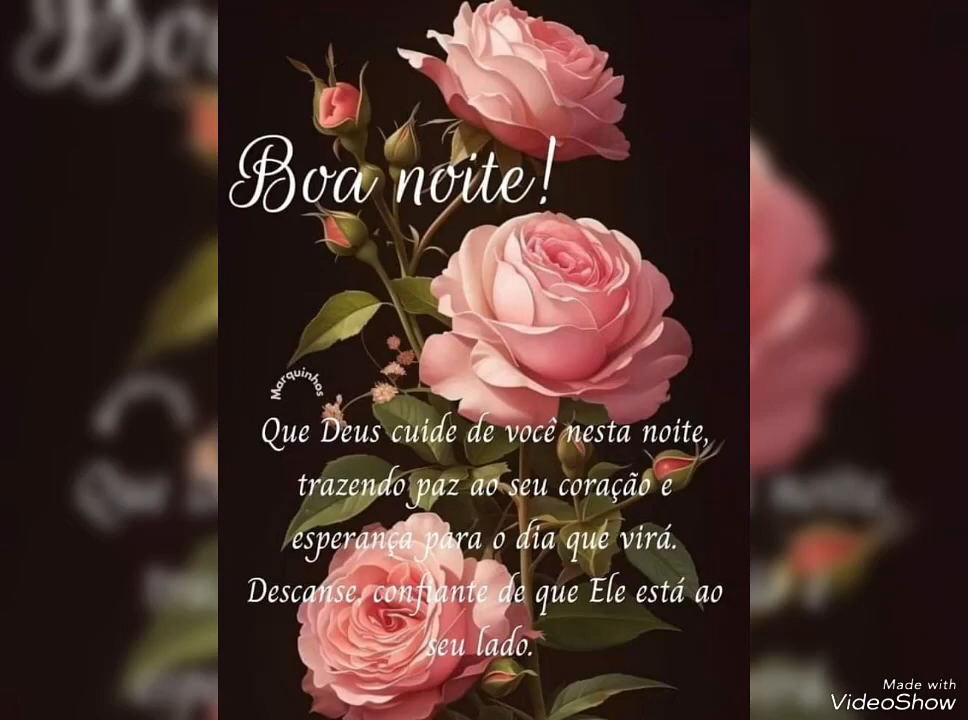 Boa noite!
Marquinhos
Que Deus cuide de você nesta noite,
trazendo paz ao seu coração e
esperança para o dia que virá.
Descanse, confiante de que Ele está ao
seu lado.
Made with
VideoShow